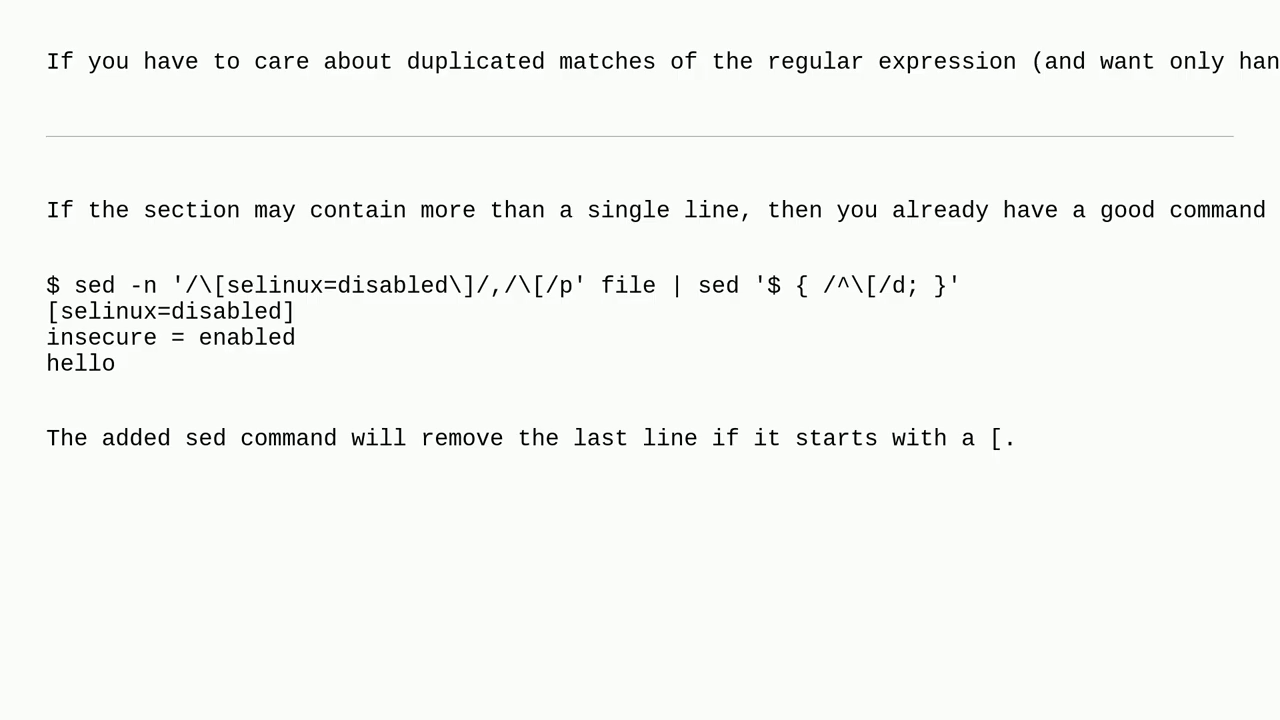 If you have to care about duplicated matches of the regular expression (and want only han
If the section may contain more than a single line, then you already have a good command
$ sed -n '/\[selinux=disabled\]/,/\[/p' file | sed '$ { /^\[/d; }'
[selinux=disabled]
insecure = enabled
hello
The added sed command will remove the last line if it starts with a [.